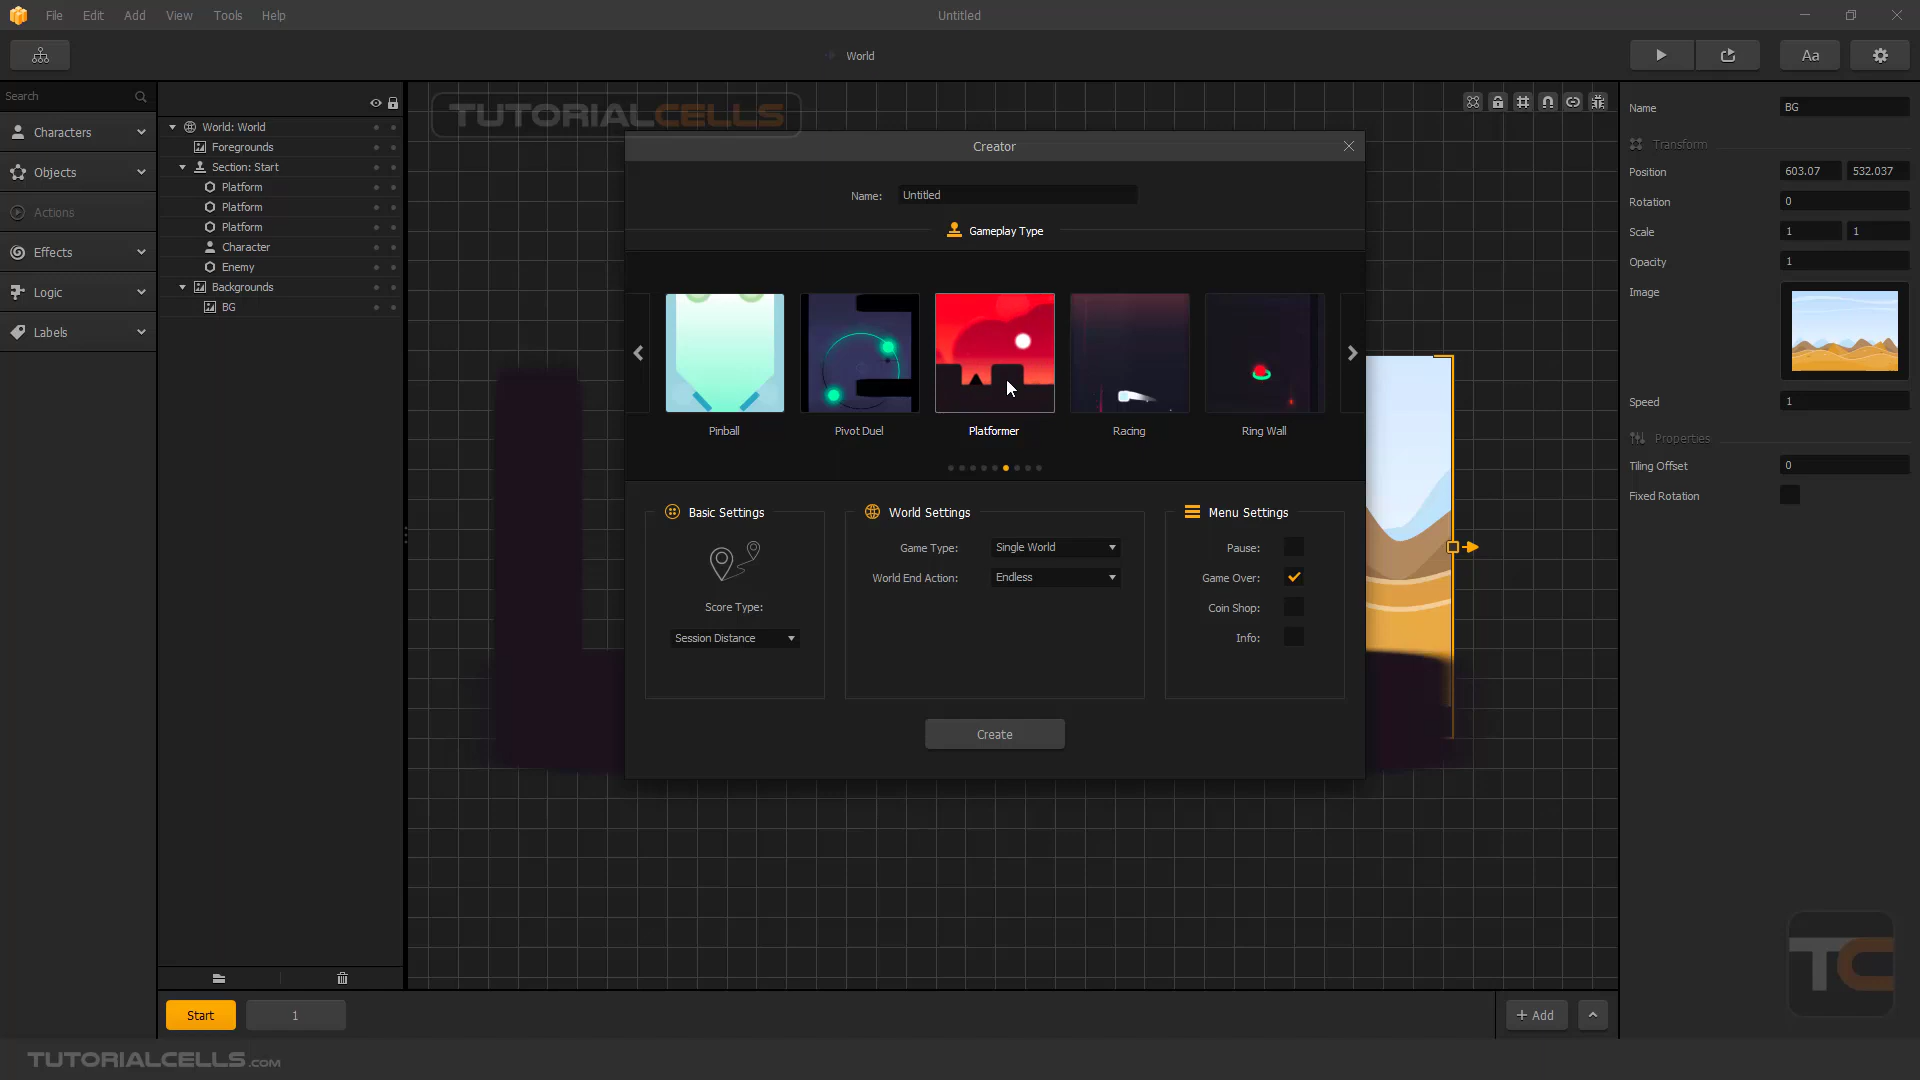 File Edit Add View Tools Help
Untitled
World
Aa
Search
Characters
Objects
Actions
Effects
Logic
Labels
World: World
Foregrounds
Section: Start
Platform
Platform
Platform
Character
Enemy
Backgrounds
BG
TUTORIALCELLS
Creator
Name: Untitled
Gameplay Type
Pinball
Pivot Duel
Platformer
Racing
Ring Wall
Basic Settings
Score Type:
Session Distance
World Settings
Game Type: Single World
World End Action: Endless
Menu Settings
Pause:
Game Over:
Coin Shop:
Info:
Create
Name BG
Transform
Position 603.07 532.037
Rotation 0
Scale 1 1
Opacity 1
Image
Speed 1
Properties
Tiling Offset 0
Fixed Rotation
TC
Start
1
+ Add
TUTORIALCELLS.COM